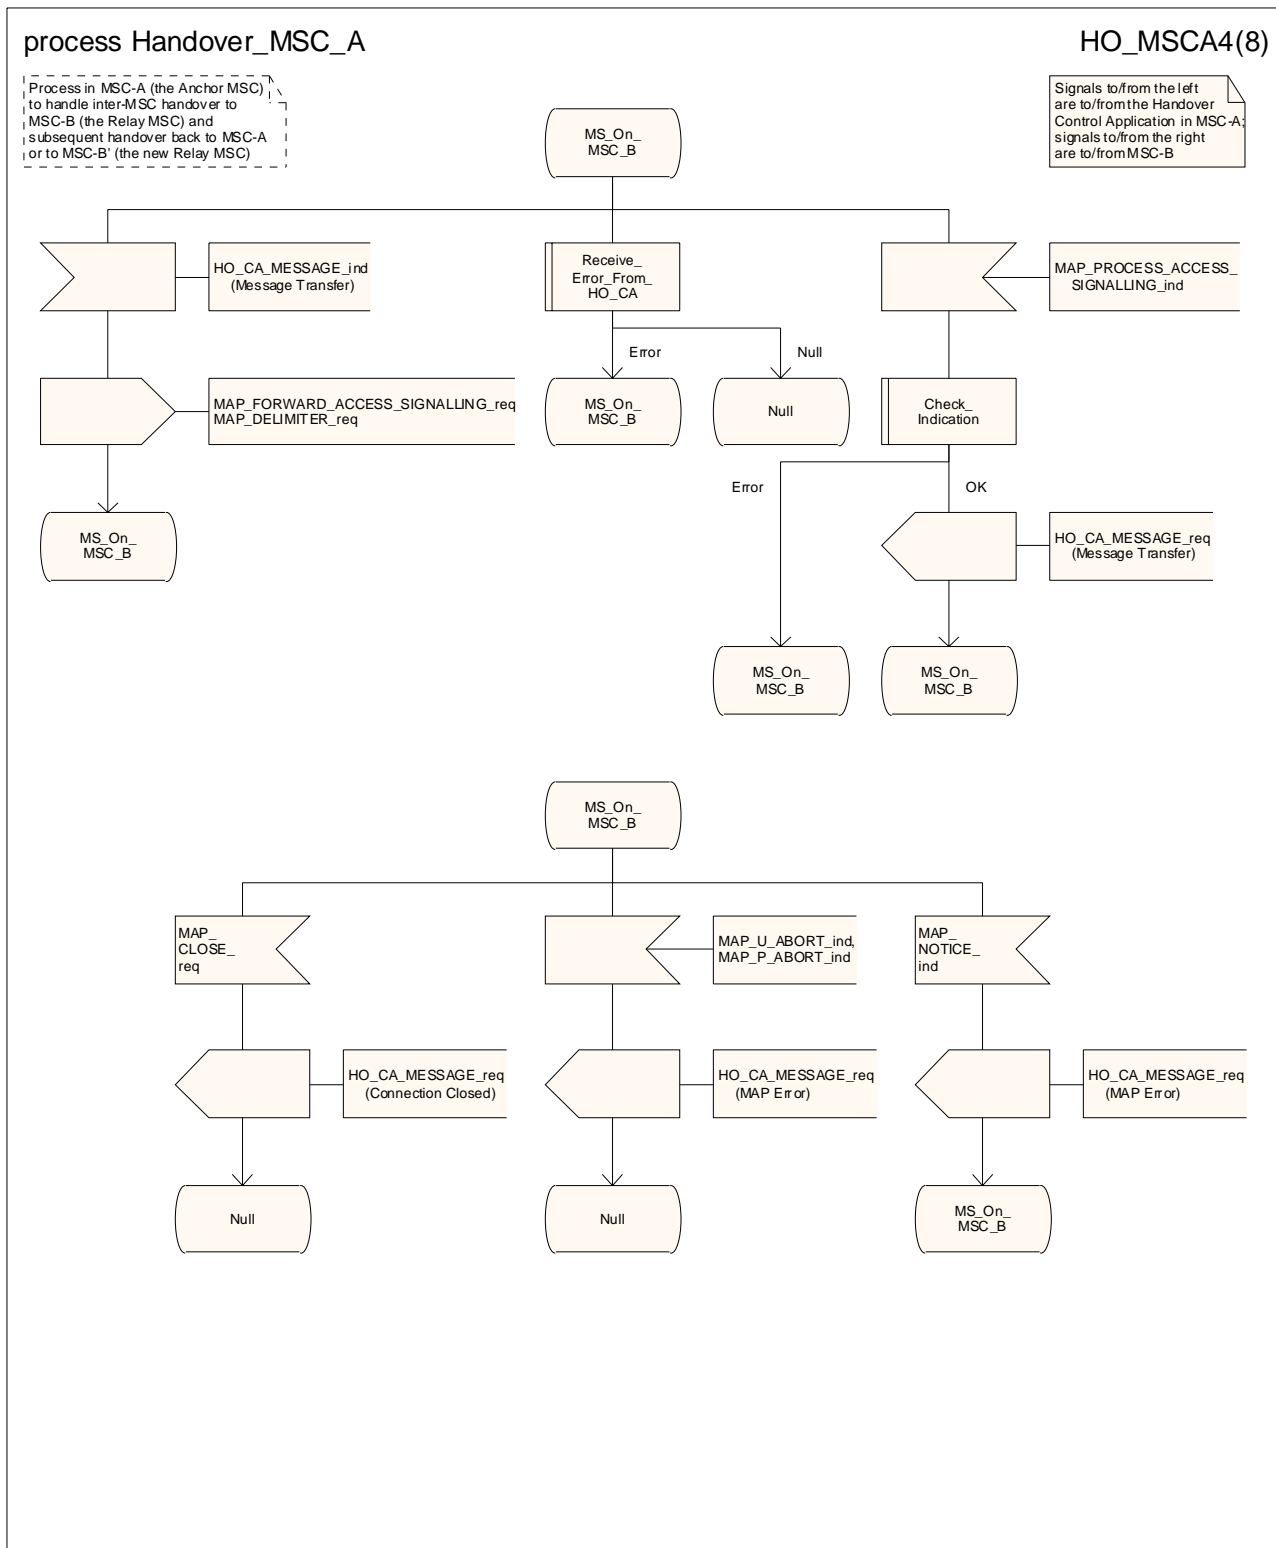 process Handover_MSC_A
HO_MSCA4(8)
Process in MSC-A (the Anchor MSC)
to handle inter-MSC handover to
MSC-B (the Relay MSC) and
subsequent handover back to MSC-A
or to MSC-B' (the new Relay MSC)
Signals to/from the left
are to/from the Handover
Control Application in MSC-A;
signals to/from the right
are to/from MSC-B
MS_On_
MSC_B
HO_CA_MESSAGE_ind
(Message Transfer)
Receive_
Error_From_
HO_CA
MAP_PROCESS_ACCESS_
SIGNALLING_ind
Error
Null
MAP_FORWARD_ACCESS_SIGNALLING_req
MAP_DELIMITER_req
MS_On_
MSC_B
Null
Check_
Indication
Error
OK
MS_On_
MSC_B
HO_CA_MESSAGE_req
(Message Transfer)
MS_On_
MSC_B
MS_On_
MSC_B
MS_On_
MSC_B
MAP_
CLOSE_
req
MAP_U_ABORT_ind,
MAP_P_ABORT_ind
MAP_
NOTICE_
ind
HO_CA_MESSAGE_req
(Connection Closed)
HO_CA_MESSAGE_req
(MAP Error)
HO_CA_MESSAGE_req
(MAP Error)
Null
Null
MS_On_
MSC_B